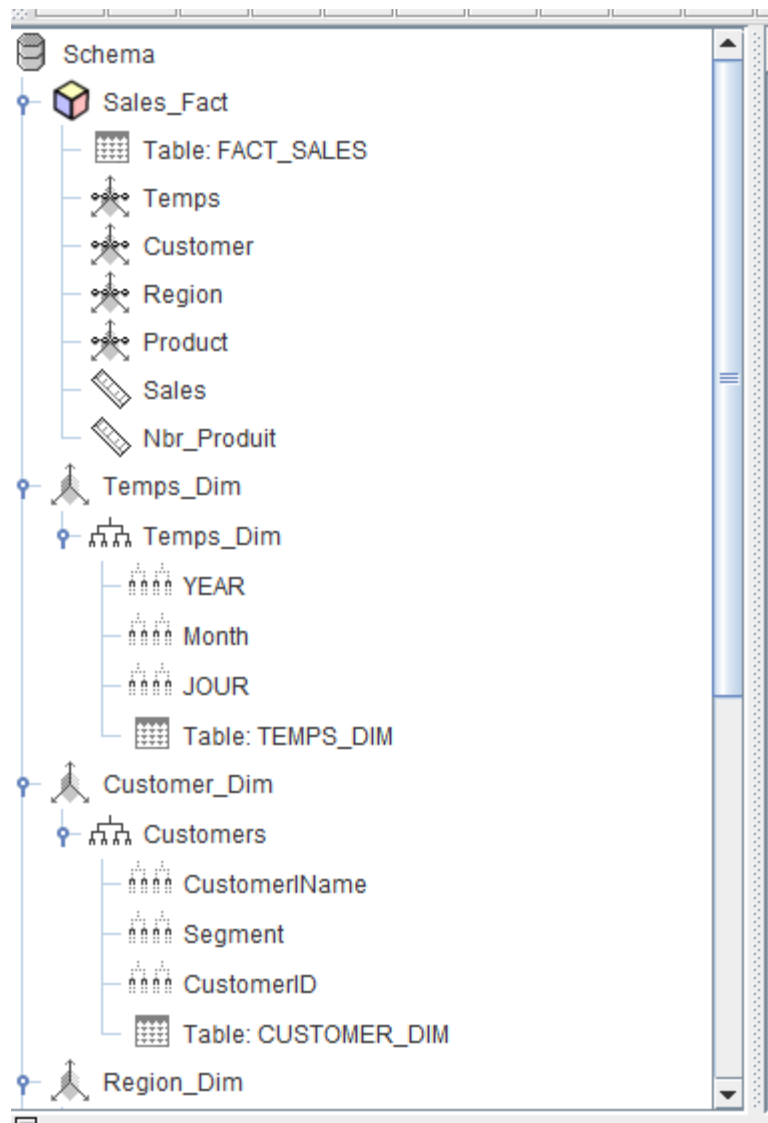 Schema
Sales_Fact
Table: FACT_SALES
Temps
Customer
Region
Product
Sales
Nbr_Produit
Temps_Dim
Temps_Dim
YEAR
Month
JOUR
Table: TEMPS_DIM
Customer_Dim
Customers
CustomerlName
Segment
CustomerID
Table: CUSTOMER_DIM
Region_Dim